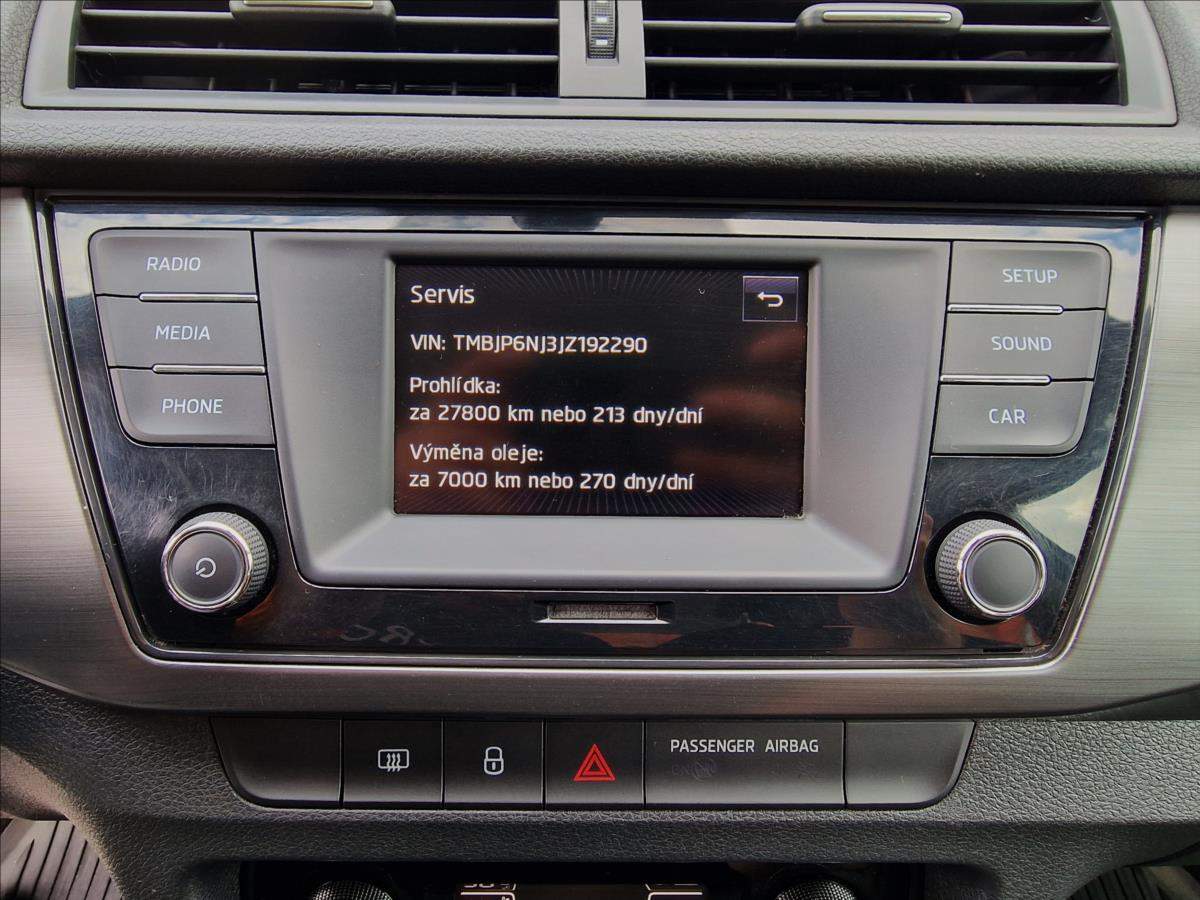 RADIO
MEDIA
PHONE
Servis
VIN: TMBJP6NJ3JZ192290
Prohlídka:
za 27800 km nebo 213 dny/dní
Výměna oleje:
za 7000 km nebo 270 dny/dní
SETUP
SOUND
CAR
PASSENGER AIRBAG